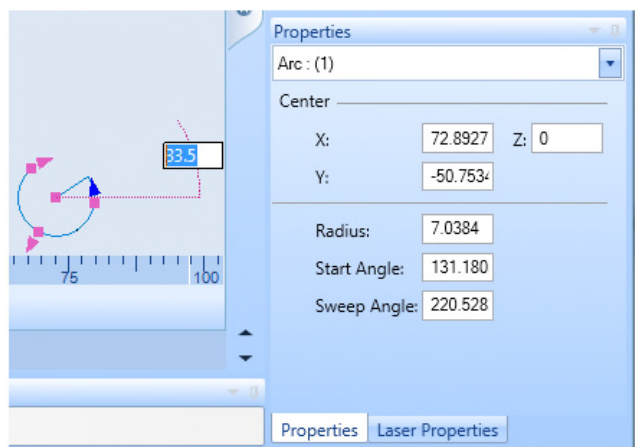 Properties
Arc : (1)
Center
X: 72.8927 Z: 0
Y: -50.753
33.5
Radius: 7.0384
Start Angle: 131.180
75 100
Sweep Angle: 220.528
Properties Laser Properties